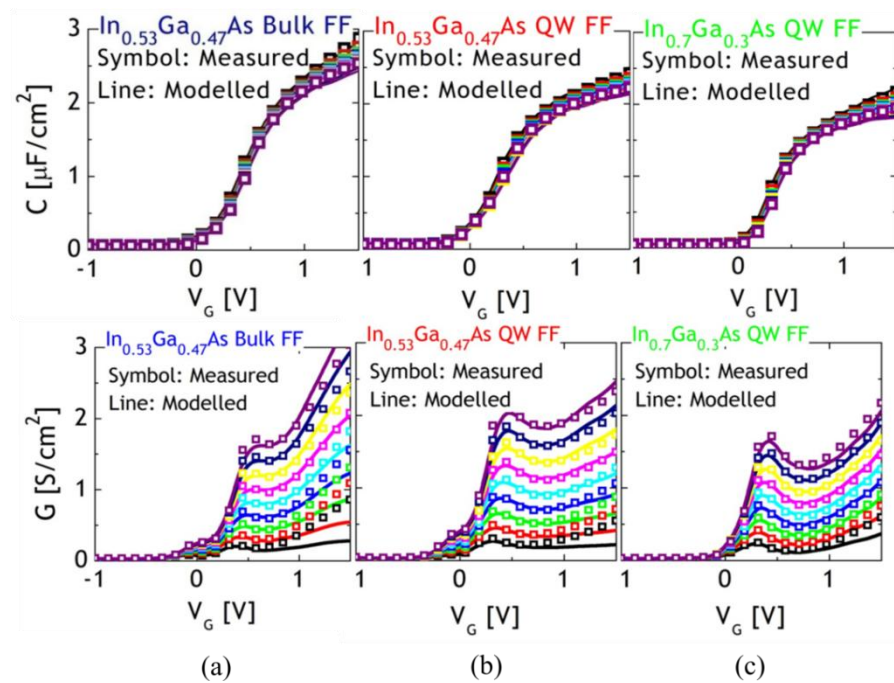 In0.53Ga0.47As Bulk FF
Symbol: Measured
Line: Modelled
C [μF/cm2]
3
2
1
0
-1
0
1
VG [V]
In0.53Ga0.47As QW FF
Symbol: Measured
Line: Modelled
1
0
1
VG [V]
In0.7Ga0.3As QW FF
Symbol: Measured
Line: Modelled
1
0
1
VG [V]
In0.53Ga0.47As Bulk FF
Symbol: Measured
Line: Modelled
G [S/cm2]
3
2
1
0
-1
0
1
VG [V]
In0.53Ga0.47As QW FF
Symbol: Measured
Line: Modelled
1
0
1
VG [V]
In0.7Ga0.3As QW FF
Symbol: Measured
Line: Modelled
1
0
1
VG [V]
(a)
(b)
(c)